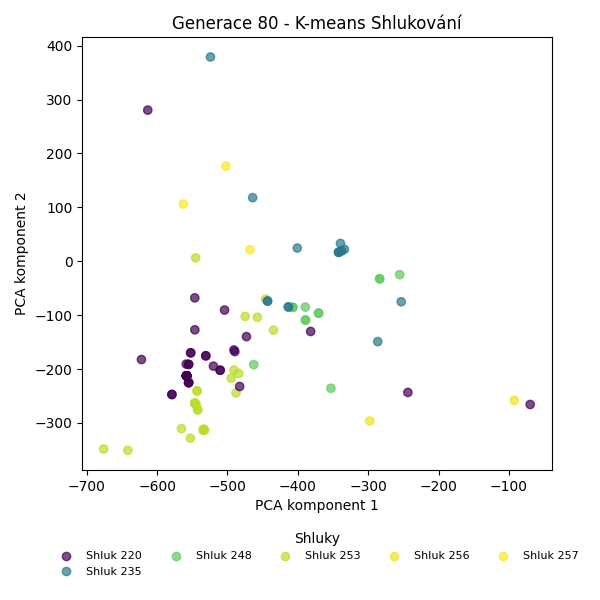 Generace 80 - K-means Shlukování
400
300
200
100
0
−100
−200
−300
PCA komponent 2
−700 −600 −500 −400 −300 −200 −100
PCA komponent 1
Shluky
Shluk 220 Shluk 248 Shluk 253 Shluk 256 Shluk 257
Shluk 235